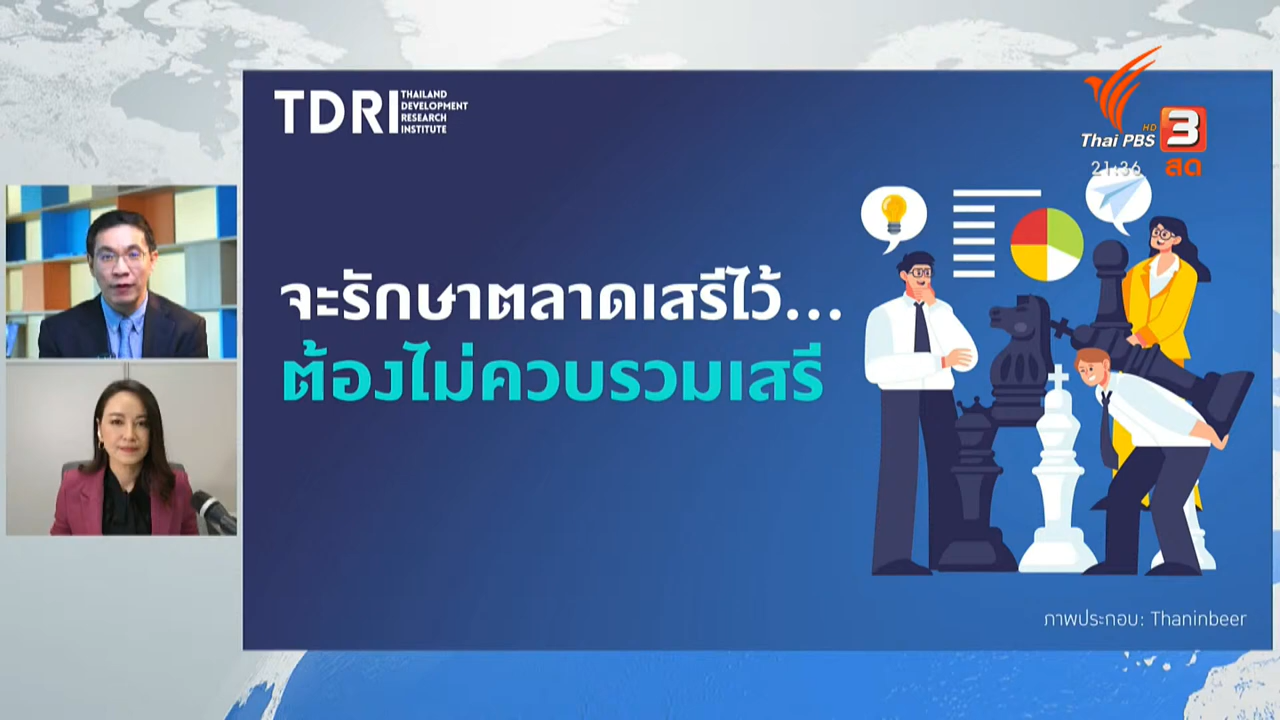 TDRI
THAILAND
DEVELOPMENT
RESEARCH
INSTITUTE
HD
Thai PBS
3
21:36
สด
จะรักษาตลาดเสรีไว้...
ต้องไม่ควบรวมเสรี
ภาพประกอบ: Thaninbeer